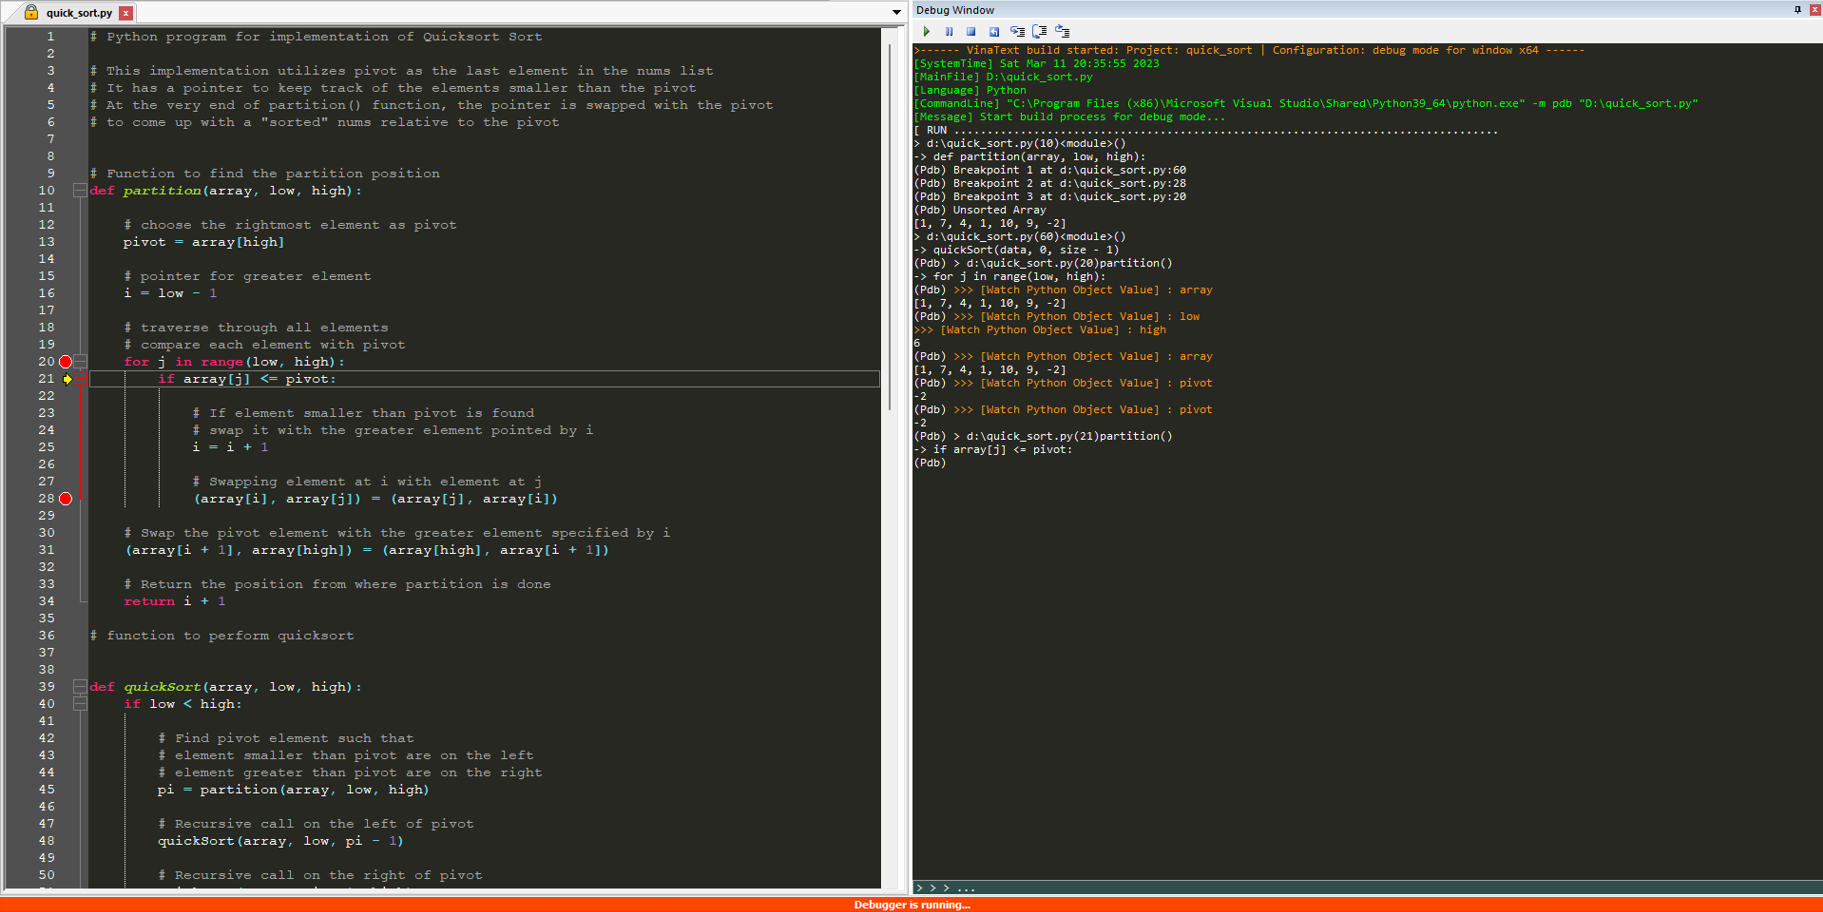 quick_sort.py
1 # Python program for implementation of Quicksort Sort
2
3 # This implementation utilizes pivot as the last element in the nums list
4 # It has a pointer to keep track of the elements smaller than the pivot
5 # At the very end of partition() function, the pointer is swapped with the pivot
6 # to come up with a "sorted" nums relative to the pivot
7
8
9 # Function to find the partition position
10 def partition(array, low, high):
11
12 # choose the rightmost element as pivot
13 pivot = array[high]
14
15 # pointer for greater element
16 i = low - 1
17
18 # traverse through all elements
19 # compare each element with pivot
20 for j in range(low, high):
21 if array[j] <= pivot:
22
23 # If element smaller than pivot is found
24 # swap it with the greater element pointed by i
25 i = i + 1
26
27 # Swapping element at i with element at j
28 (array[i], array[j]) = (array[j], array[i])
29
30 # Swap the pivot element with the greater element specified by i
31 (array[i + 1], array[high]) = (array[high], array[i + 1])
32
33 # Return the position from where partition is done
34 return i + 1
35
36 # function to perform quicksort
37
38
39 def quickSort(array, low, high):
40 if low < high:
41
42 # Find pivot element such that
43 # element smaller than pivot are on the left
44 # element greater than pivot are on the right
45 pi = partition(array, low, high)
46
47 # Recursive call on the left of pivot
48 quickSort(array, low, pi - 1)
49
50 # Recursive call on the right of pivot
Debug Window
>------ VinaText build started: Project: quick_sort | Configuration: debug mode for window x64 ------
[SystemTime] Sat Mar 11 20:35:55 2023
[MainFile] D:\quick_sort.py
[Language] Python
[CommandLine] "C:\Program Files (x86)\Microsoft Visual Studio\Shared\Python39_64\python.exe" -m pdb "D:\quick_sort.py"
[Message] Start build process for debug mode...
[ RUN ..................................................................................
> d:\quick_sort.py(10)<module>()
-> def partition(array, low, high):
(Pdb) Breakpoint 1 at d:\quick_sort.py:60
(Pdb) Breakpoint 2 at d:\quick_sort.py:28
(Pdb) Breakpoint 3 at d:\quick_sort.py:20
(Pdb) Unsorted Array
[1, 7, 4, 1, 10, 9, -2]
> d:\quick_sort.py(60)<module>()
-> quickSort(data, 0, size - 1)
(Pdb) > d:\quick_sort.py(20)partition()
-> for j in range(low, high):
(Pdb) >>> [Watch Python Object Value] : array
[1, 7, 4, 1, 10, 9, -2]
(Pdb) >>> [Watch Python Object Value] : low
>>> [Watch Python Object Value] : high
6
(Pdb) >>> [Watch Python Object Value] : array
[1, 7, 4, 1, 10, 9, -2]
(Pdb) >>> [Watch Python Object Value] : pivot
-2
(Pdb) >>> [Watch Python Object Value] : pivot
-2
(Pdb) > d:\quick_sort.py(21)partition()
-> if array[j] <= pivot:
(Pdb)
> > > ...
Debugger is running...